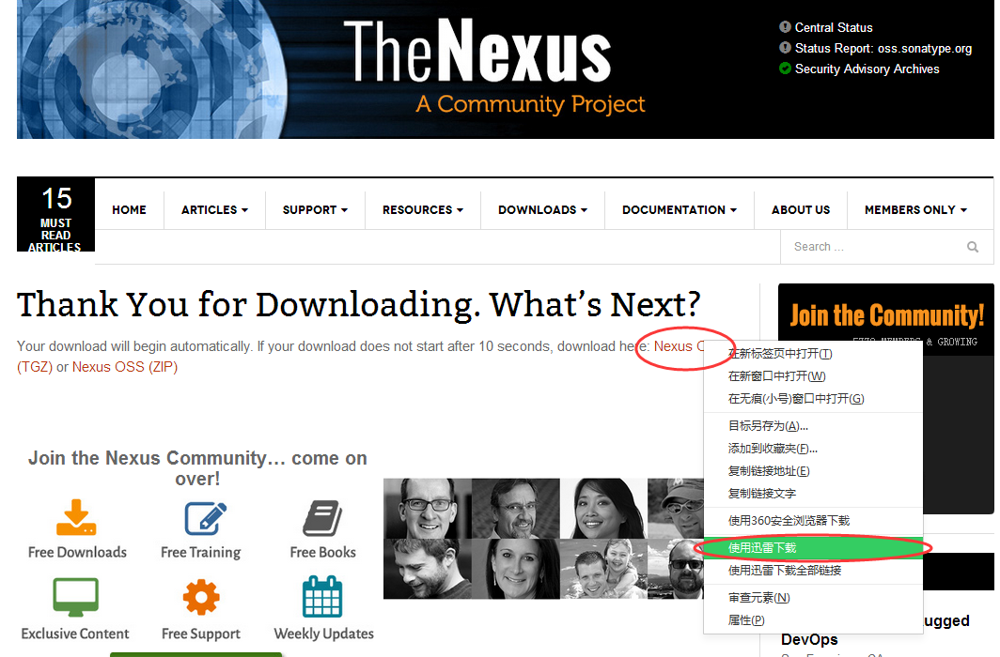 TheNexus
A Community Project
Central Status
Status Report: oss.sonatype.org
Security Advisory Archives
15
MUST
READ
ARTICLES
HOME
ARTICLES
SUPPORT
RESOURCES
DOWNLOADS
DOCUMENTATION
ABOUT US
MEMBERS ONLY
Search ...
Thank You for Downloading. What's Next?
Your download will begin automatically. If your download does not start after 10 seconds, download here: Nexus O
(TGZ) or Nexus OSS (ZIP)
Join the Community!
& GROWING
在新标签页中打开(T)
在新窗口中打开(W)
在无痕(小号)窗口中打开(G)
目标另存为(A)...
添加到收藏夹(F)...
复制链接地址(E)
复制链接文字
使用360安全浏览器下载
使用迅雷下载
使用迅雷下载全部链接
审查元素(N)
属性(P)
Join the Nexus Community… come on
over!
Free Downloads
Free Training
Free Books
Exclusive Content
Free Support
Weekly Updates
ugged
DevOps